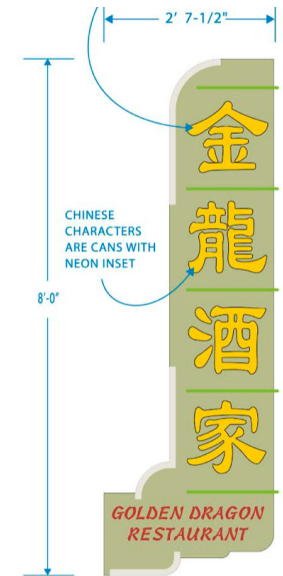 2' 7-1/2"
金
龍
酒
家
CHINESE
CHARACTERS
ARE CANS WITH
NEON INSET
8'-0"
GOLDEN DRAGON
RESTAURANT